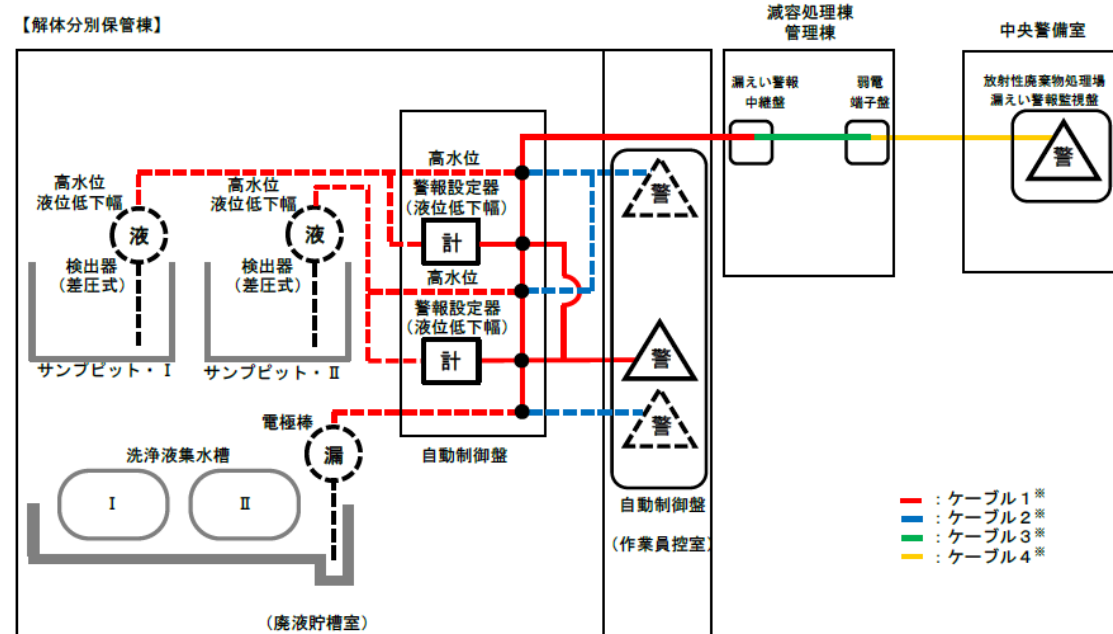 【解体分別保管棟】
減容処理棟
管理棟
中央警備室
漏えい警報
中継盤
弱電
端子盤
放射性廃棄物処理場
漏えい警報監視盤
警
高水位
液位低下幅
液
検出器
(差圧式)
サンプピット・Ⅰ
高水位
液位低下幅
液
検出器
(差圧式)
サンプピット・Ⅱ
高水位
警報設定器
(液位低下幅)
計
高水位
警報設定器
(液位低下幅)
計
自動制御盤
警
警
警
自動制御盤
(作業員控室)
電極棒
漏
洗浄液集水槽
Ⅰ
Ⅱ
(廃液貯槽室)
：ケーブル1※
：ケーブル2※
：ケーブル3※
：ケーブル4※